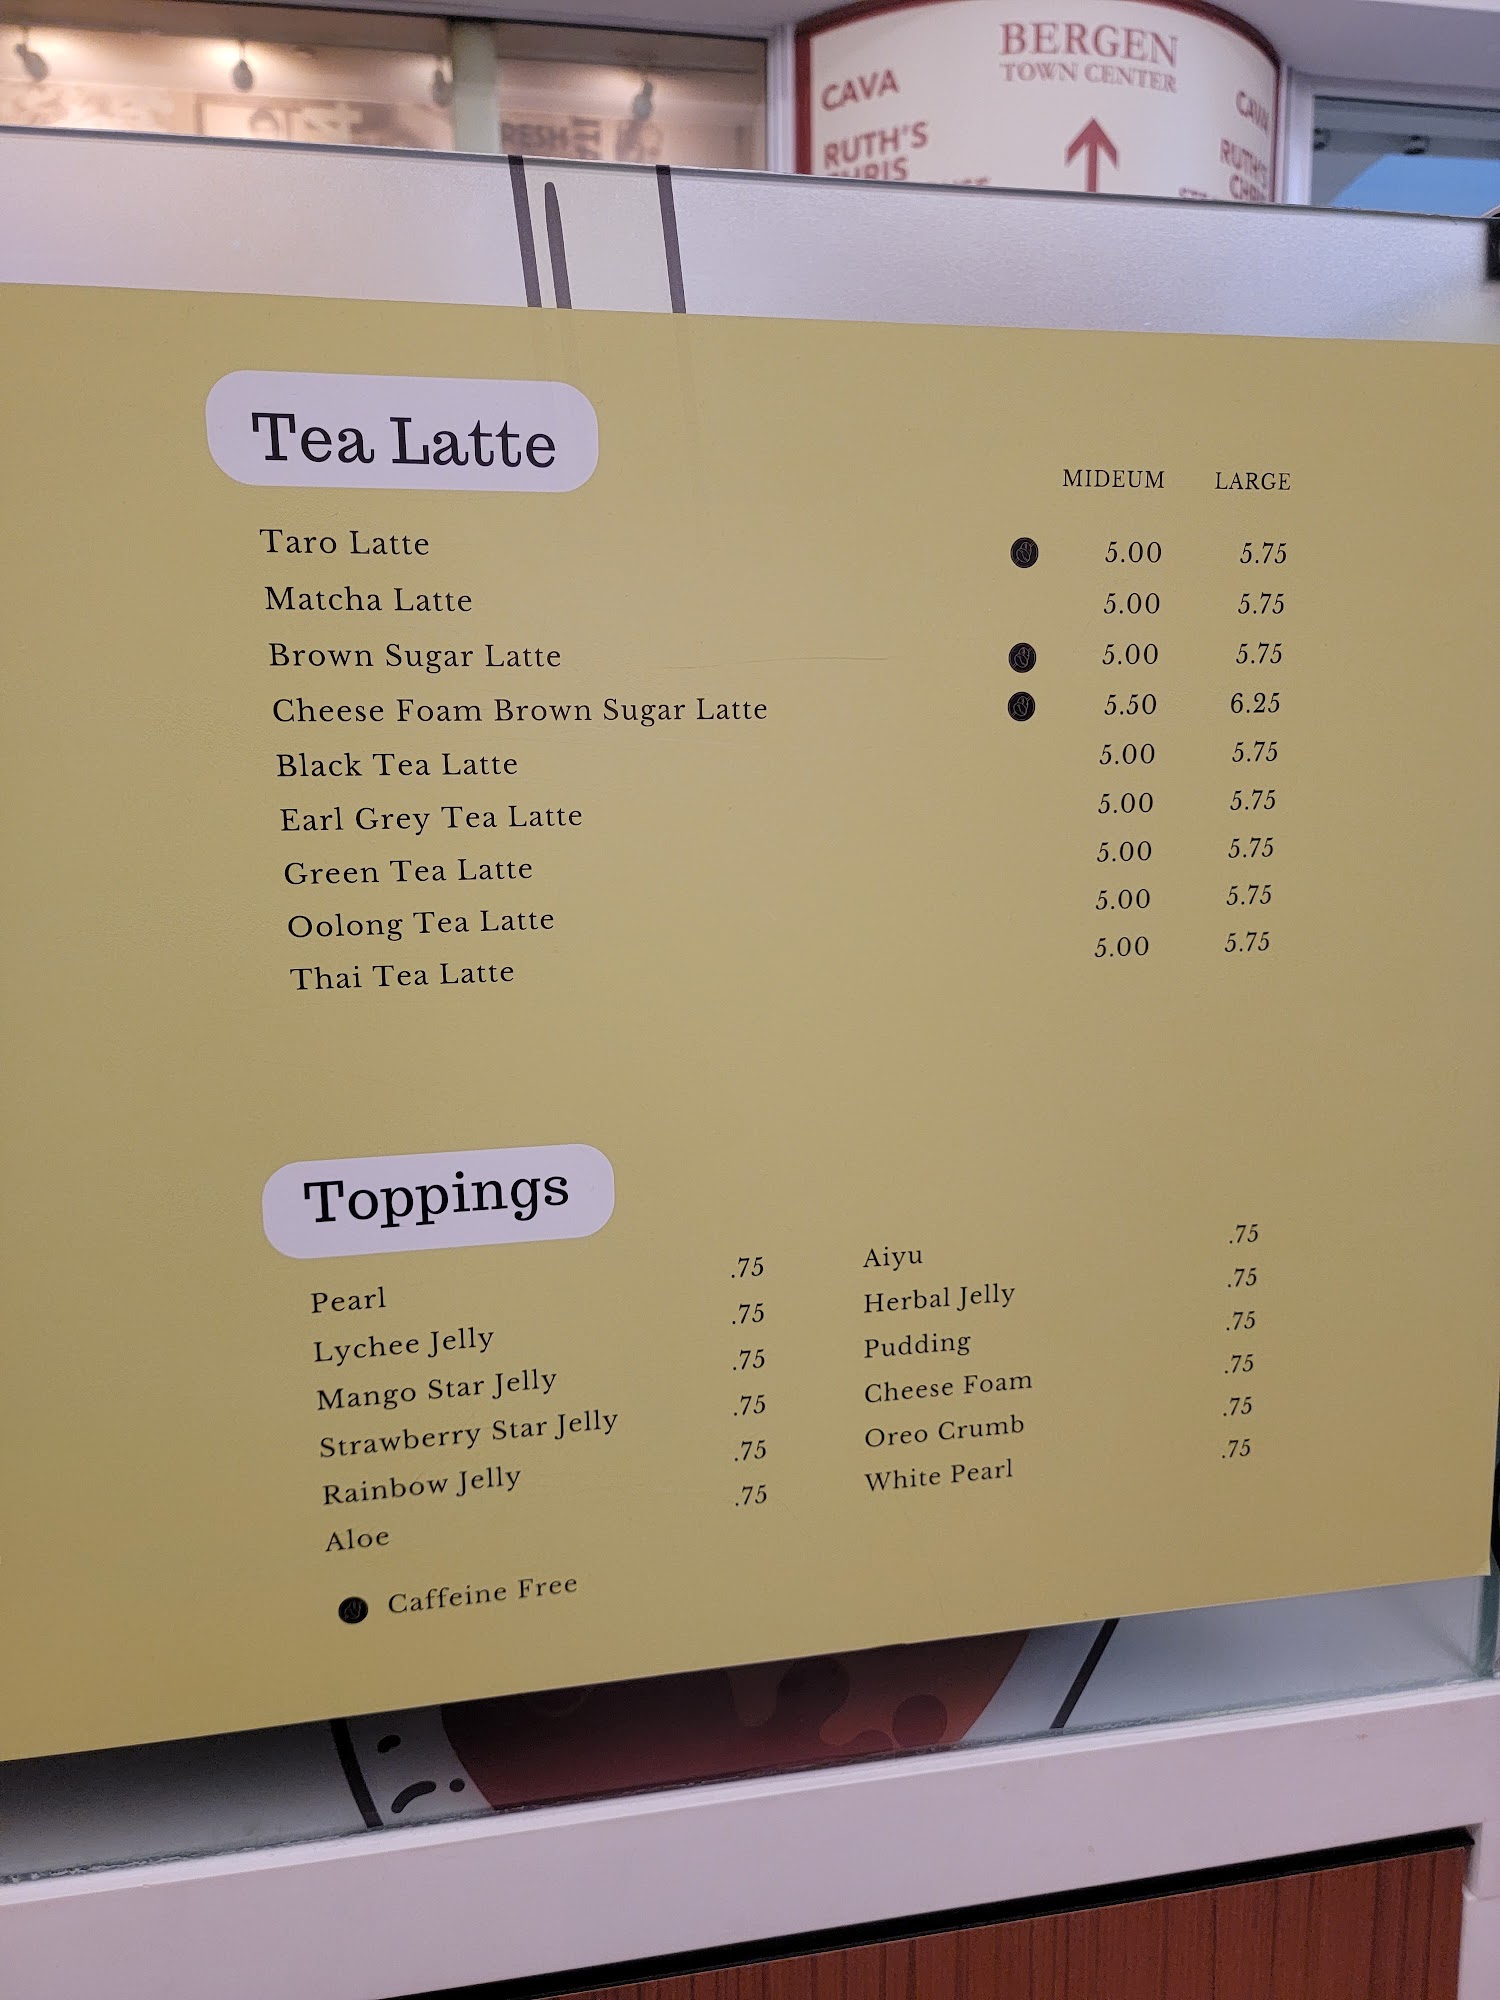 BERGEN
TOWN CENTER
CAVA
CAVA
RUTH'S
CHRIS
RUTH'S
CHRIS
Tea Latte
MIDEUM LARGE
Taro Latte 5.00 5.75
Matcha Latte 5.00 5.75
Brown Sugar Latte 5.00 5.75
Cheese Foam Brown Sugar Latte 5.50 6.25
Black Tea Latte 5.00 5.75
Earl Grey Tea Latte 5.00 5.75
Green Tea Latte 5.00 5.75
Oolong Tea Latte 5.00 5.75
Thai Tea Latte 5.00 5.75
Toppings
Pearl .75
Lychee Jelly .75
Mango Star Jelly .75
Strawberry Star Jelly .75
Rainbow Jelly .75
Aloe .75
Aiyu .75
Herbal Jelly .75
Pudding .75
Cheese Foam .75
Oreo Crumb .75
White Pearl .75
Caffeine Free